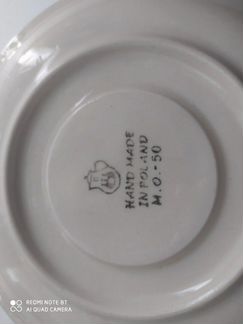 HAND MADE
IN POLAND
M.O.-50
REDMI NOTE 8T
AI QUAD CAMERA